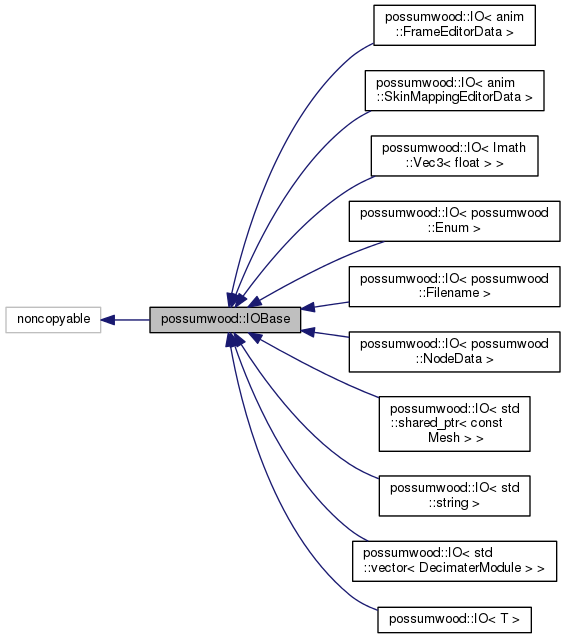 possumwood::IO< anim
::FrameEditorData >
possumwood::IO< anim
::SkinMappingEditorData >
possumwood::IO< Imath
::Vec3< float > >
possumwood::IO< possumwood
::Enum >
possumwood::IO< possumwood
::Filename >
noncopyable
possumwood::IOBase
possumwood::IO< possumwood
::NodeData >
possumwood::IO< std
::shared_ptr< const
Mesh > >
possumwood::IO< std
::string >
possumwood::IO< std
::vector< DecimaterModule > >
possumwood::IO< T >